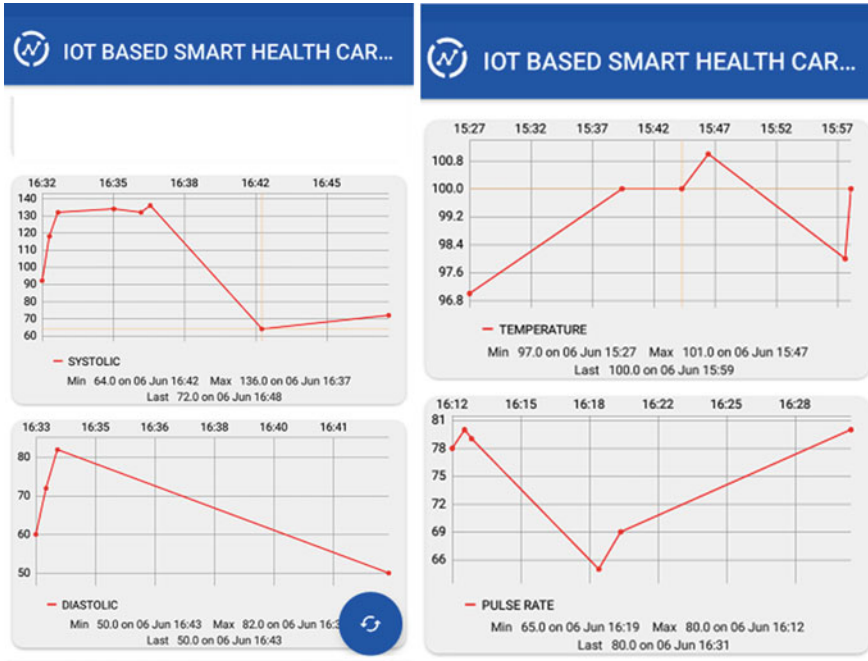 IOT BASED SMART HEALTH CAR...
16:32 16:35 16:38 16:42 16:45
140
130
120
110
100
90
80
70
60
SYSTOLIC
Min 64.0 on 06 Jun 16:42 Max 136.0 on 06 Jun 16:37
Last 72.0 on 06 Jun 16:48
16:33 16:35 16:36 16:38 16:40 16:41
80
70
60
50
DIASTOLIC
Min 50.0 on 06 Jun 16:43 Max 82.0 on 06 Jun
Last 50.0 on 06 Jun 16:43
IOT BASED SMART HEALTH CAR...
15:27 15:32 15:37 15:42 15:47 15:52 15:57
100.8
100.0
99.2
98.4
97.6
96.8
TEMPERATURE
Min 97.0 on 06 Jun 15:27 Max 101.0 on 06 Jun 15:47
Last 100.0 on 06 Jun 15:59
16:12 16:15 16:18 16:22 16:25 16:28
81
78
75
72
69
66
PULSE RATE
Min 65.0 on 06 Jun 16:19 Max 80.0 on 06 Jun 16:12
Last 80.0 on 06 Jun 16:31